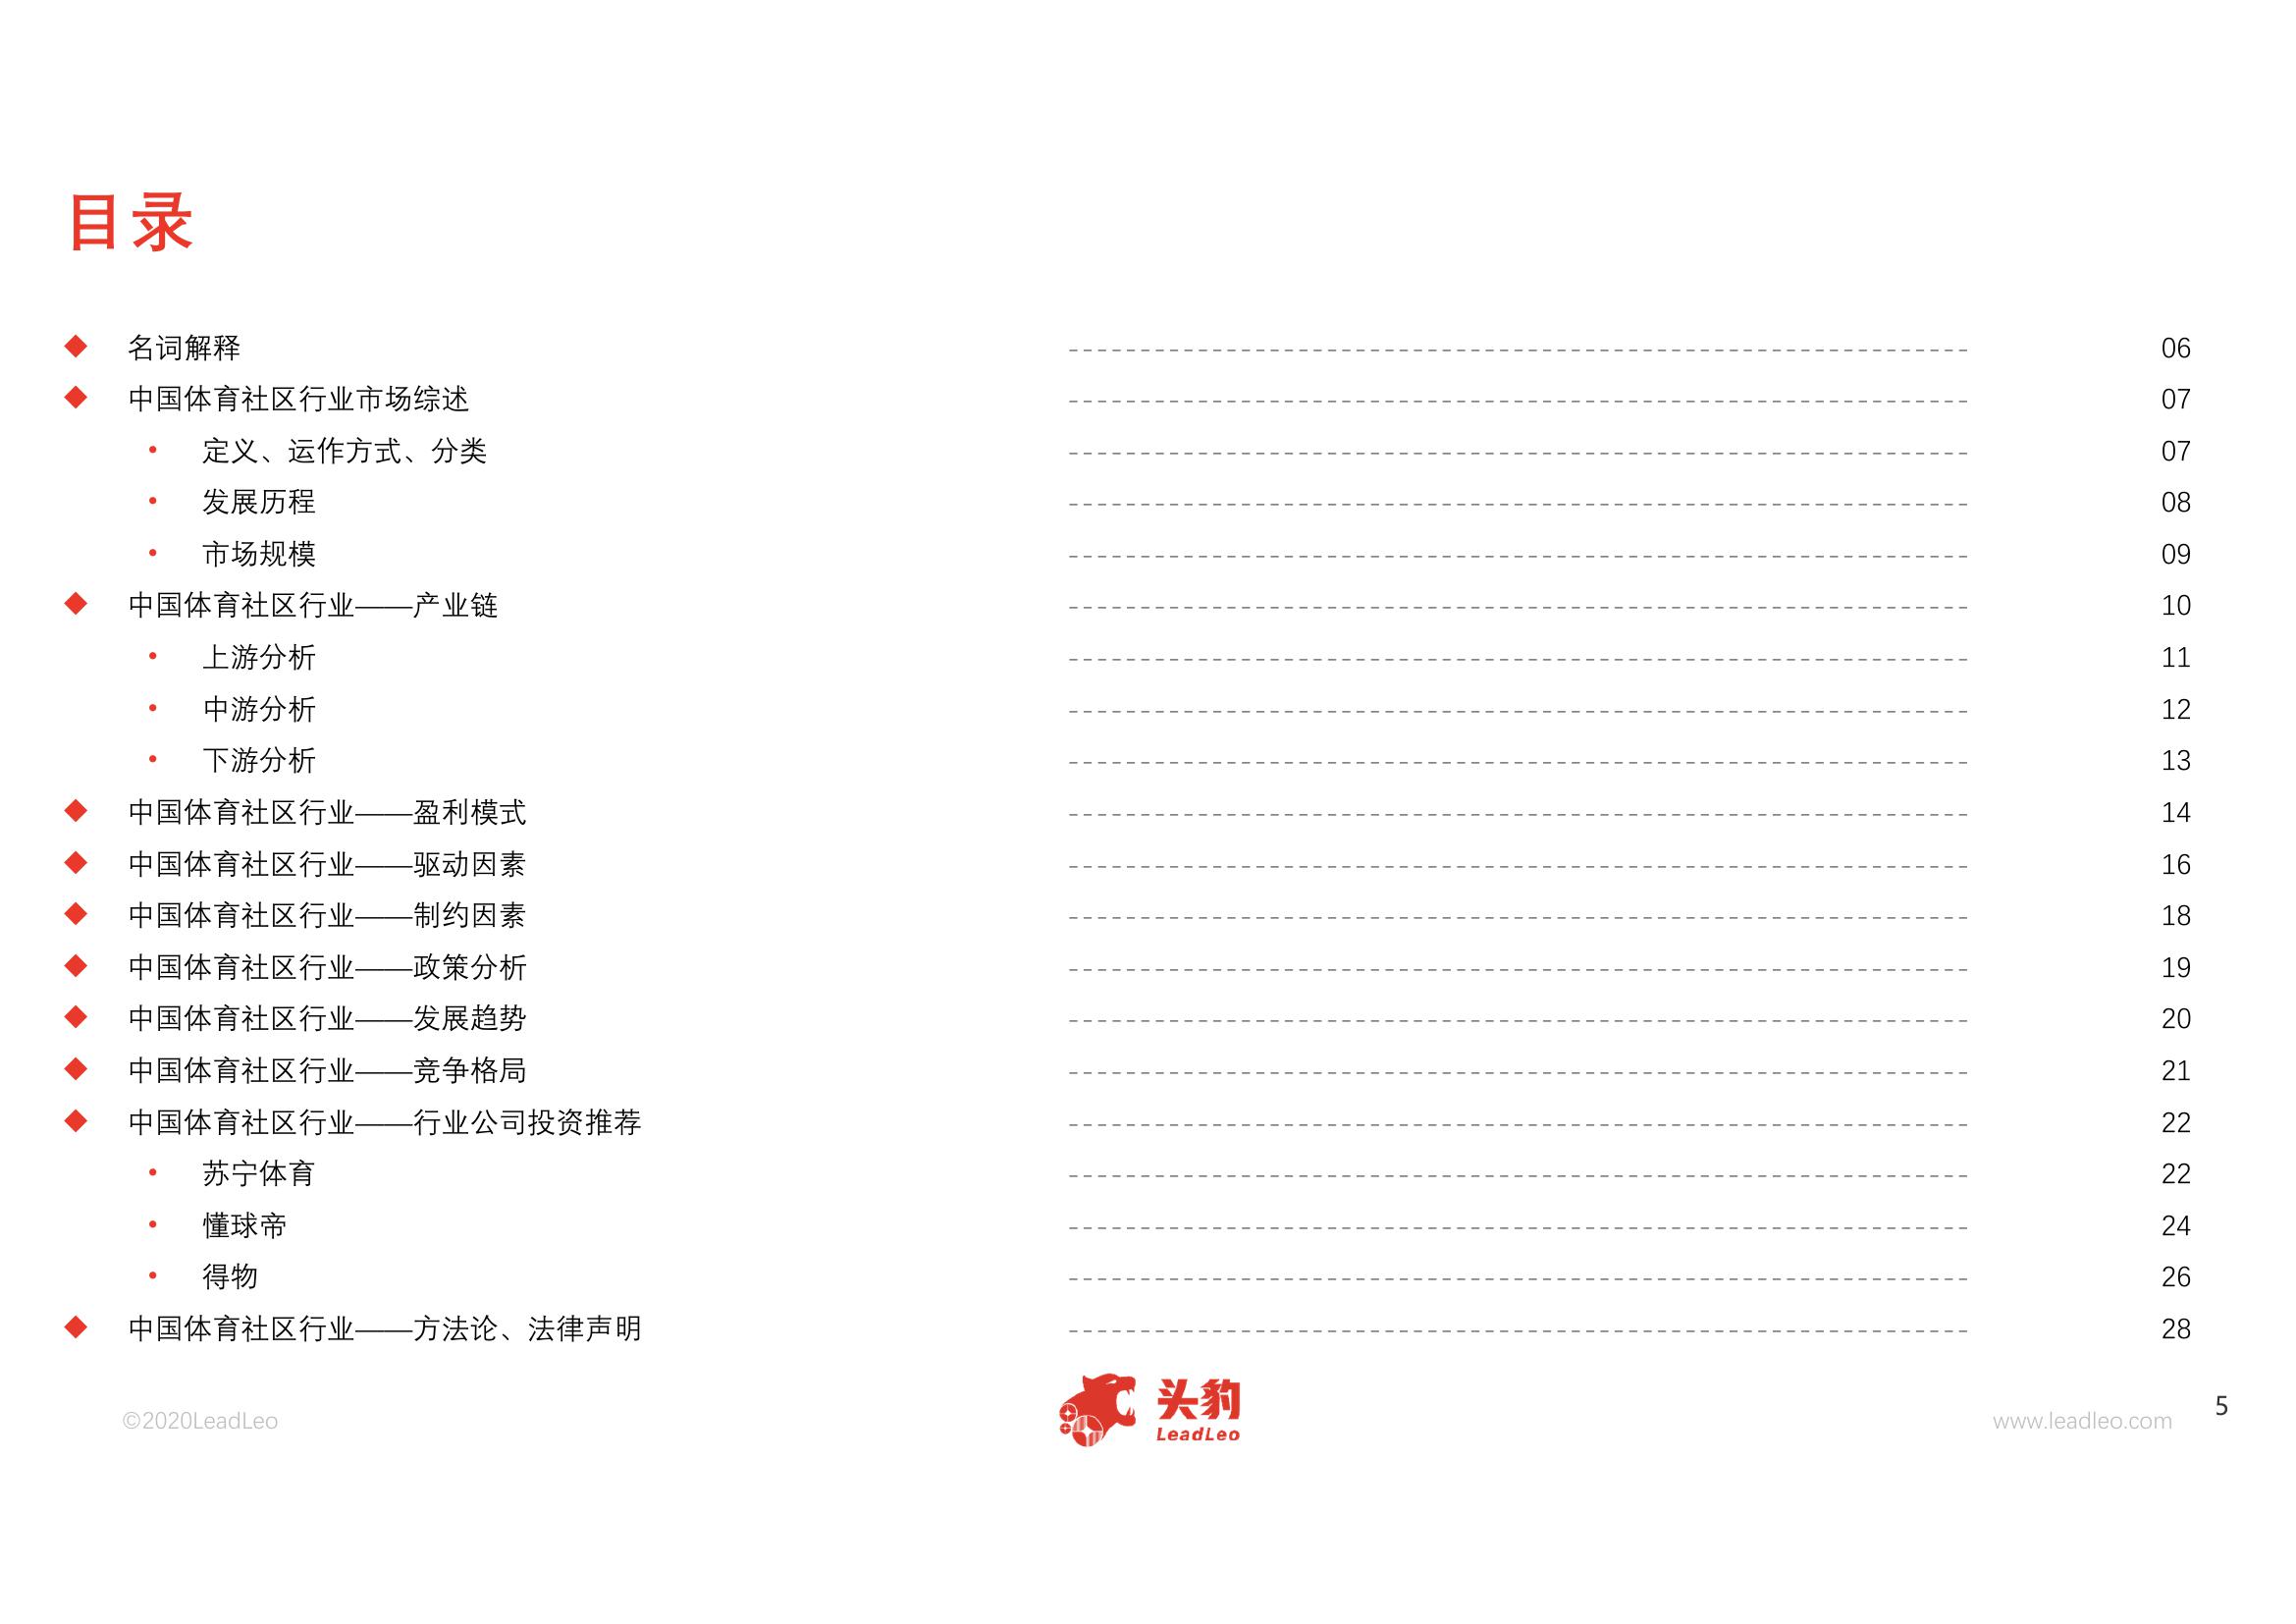 目录
◆ 名词解释 ------------------------------------------------ 06
◆ 中国体育社区行业市场综述 ------------------------------------------------ 07
• 定义、运作方式、分类 ------------------------------------------------ 07
• 发展历程 ------------------------------------------------ 08
• 市场规模 ------------------------------------------------ 09
◆ 中国体育社区行业——产业链 ------------------------------------------------ 10
• 上游分析 ------------------------------------------------ 11
• 中游分析 ------------------------------------------------ 12
• 下游分析 ------------------------------------------------ 13
◆ 中国体育社区行业——盈利模式 ------------------------------------------------ 14
◆ 中国体育社区行业——驱动因素 ------------------------------------------------ 16
◆ 中国体育社区行业——制约因素 ------------------------------------------------ 18
◆ 中国体育社区行业——政策分析 ------------------------------------------------ 19
◆ 中国体育社区行业——发展趋势 ------------------------------------------------ 20
◆ 中国体育社区行业——竞争格局 ------------------------------------------------ 21
◆ 中国体育社区行业——行业公司投资推荐 ------------------------------------------------ 22
• 苏宁体育 ------------------------------------------------ 22
• 懂球帝 ------------------------------------------------ 24
• 得物 ------------------------------------------------ 26
◆ 中国体育社区行业——方法论、法律声明 ------------------------------------------------ 28
©2020LeadLeo
头豹
LeadLeo
www.leadleo.com
5